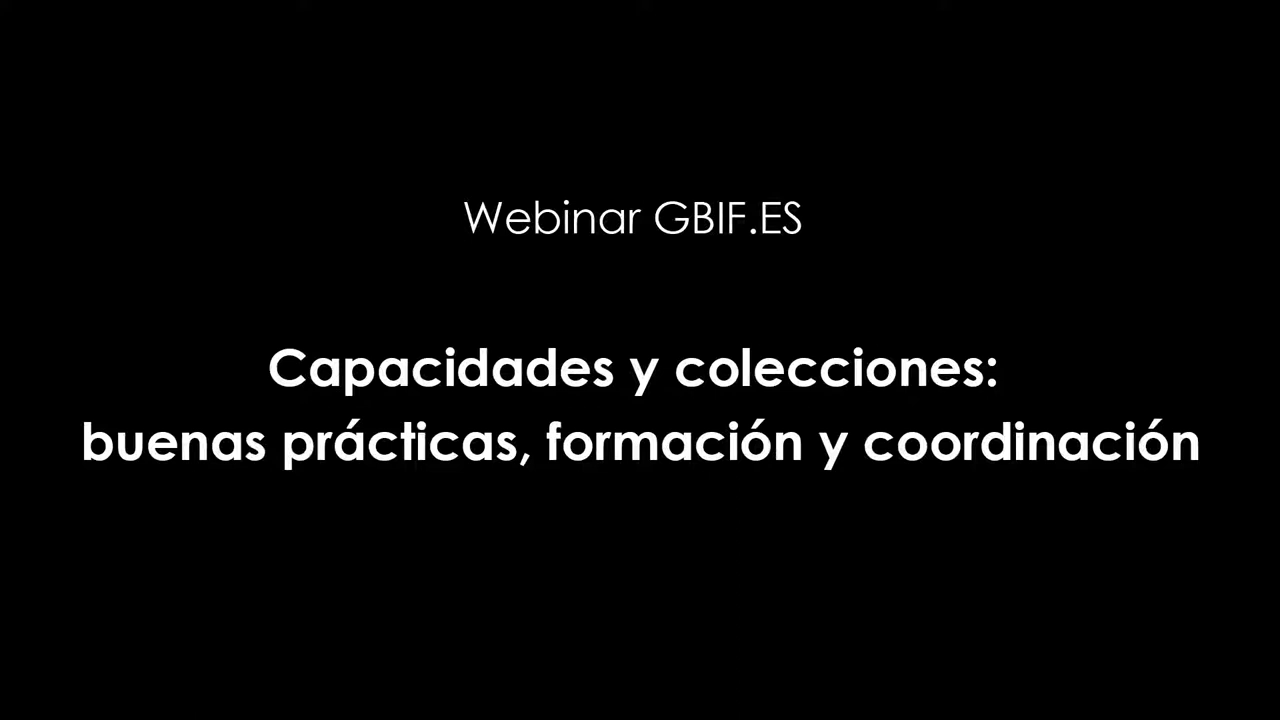 Webinar GBIF.ES
Capacidades y colecciones:
buenas prácticas, formación y coordinación